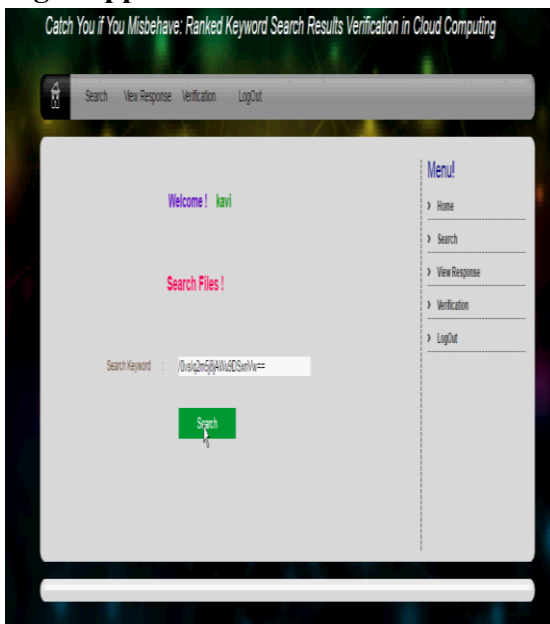 Catch You if You Misbehave: Ranked Keyword Search Results Verification in Cloud Computing
Search View Response Verification LogOut
Menu!
Welcome ! kavi
> Home
> Search
Search Files !
> View Response
> Verification
> LogOut
Search Keyword :
Search